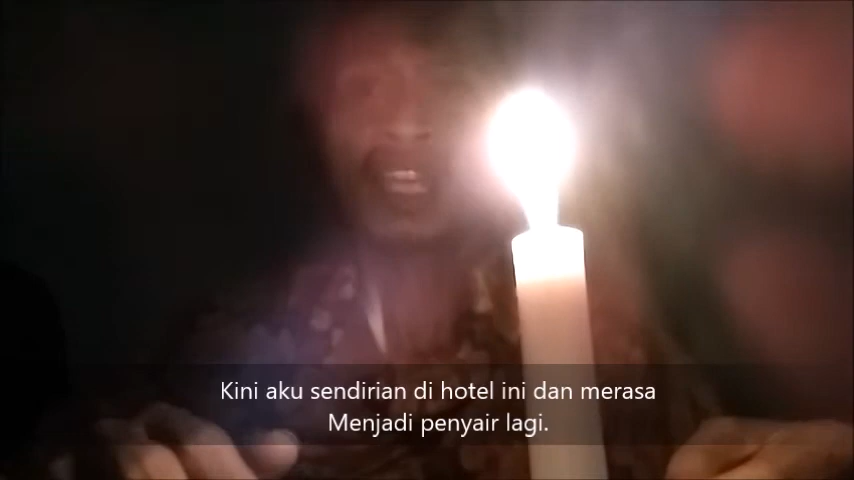 Kini aku sendirian di hotel ini dan merasa
Menjadi penyair lagi.